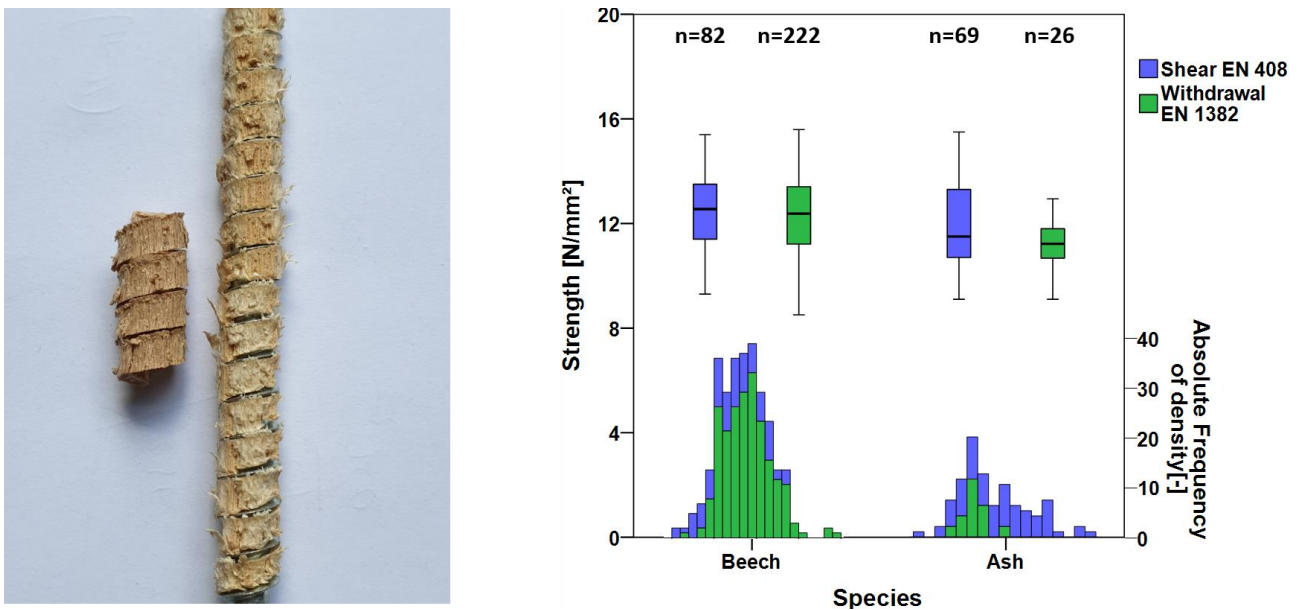 20
n=82
n=222
n=69
n=26
Shear EN 408
Withdrawal
EN 1382
16
12
8
4
0
Strength [N/mm²]
40
30
20
10
0
Absolute Frequency
of density[-]
Beech
Ash
Species